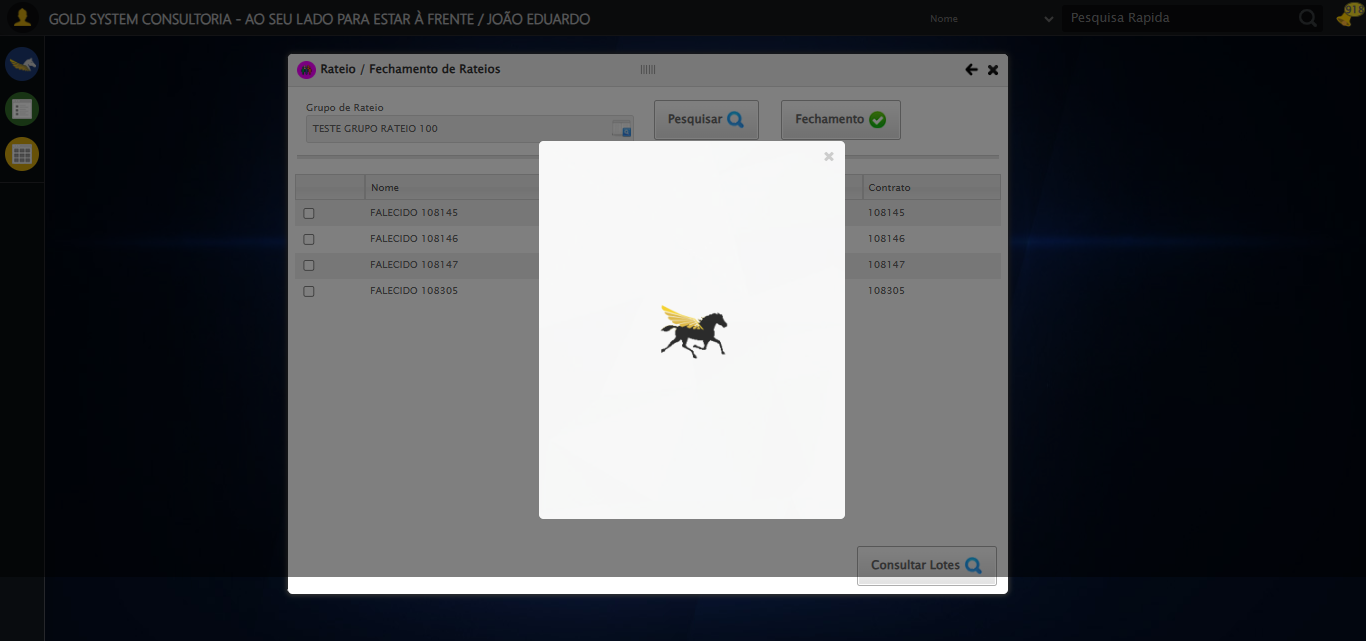 GOLD SYSTEM CONSULTORIA - AO SEU LADO PARA ESTAR À FRENTE / JOÃO EDUARDO
Nome
Pesquisa Rapida
918
Rateio / Fechamento de Rateios
Grupo de Rateio
TESTE GRUPO RATEIO 100
Pesquisar
Fechamento
Nome Contrato
FALECIDO 108145 108145
FALECIDO 108146 108146
FALECIDO 108147 108147
FALECIDO 108305 108305
Consultar Lotes